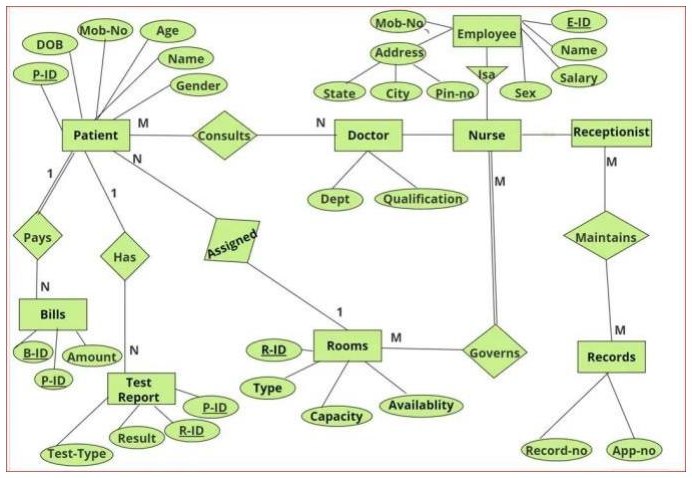 Mob-No
Employee
E-ID
DOB
Mob-No
Age
Address
Name
Name
Isa
Salary
P-ID
Gender
State
City
Pin-no
Sex
M
N
Patient
Consults
Doctor
Nurse
Receptionist
N
M
1
M
1
Dept
Qualification
Pays
Has
Assigned
Maintains
N
1
M
Bills
M
R-ID
Rooms
Governs
Records
B-ID
Amount
N
P-ID
Type
Test
Report
Capacity
Availablity
P-ID
Result
R-ID
Test-Type
Record-no
App-no